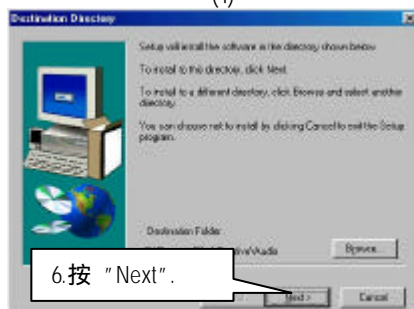 (4)
Destination Directory
Setup will install the software in the directory shown below.
To install to this directory, click Next.
To install to a different directory, click Browse and select another
directory.
You can choose not to install by clicking Cancel to exit the Setup
program.
Destination Folder
Browse...
6.按 "Next".
Next >
Cancel